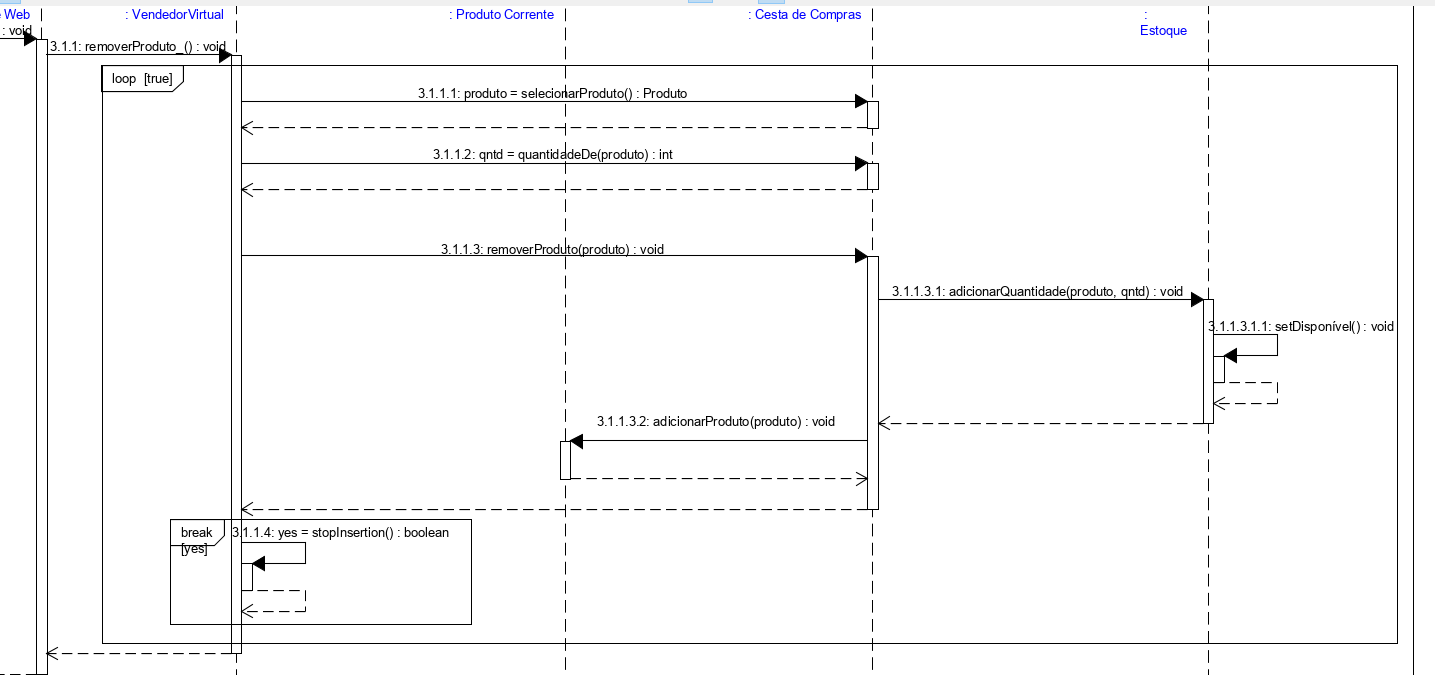 e Web
: VendedorVirtual
: Produto Corrente
: Cesta de Compras
:
Estoque
: void
3.1.1: removerProduto_() : void
loop [true]
3.1.1.1: produto = selecionarProduto() : Produto
3.1.1.2: qntd = quantidadeDe(produto) : int
3.1.1.3: removerProduto(produto) : void
3.1.1.3.1: adicionarQuantidade(produto, qntd) : void
3.1.1.3.1.1: setDisponível() : void
3.1.1.3.2: adicionarProduto(produto) : void
break
[yes]
3.1.1.4: yes = stopInsertion() : boolean